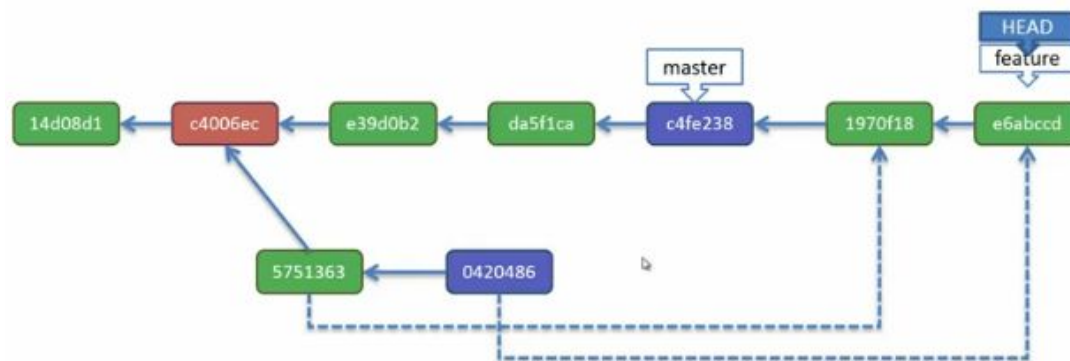 HEAD
feature
master
14d08d1
c4006ec
e39d0b2
da5f1ca
c4fe238
1970f18
e6abccd
5751363
0420486